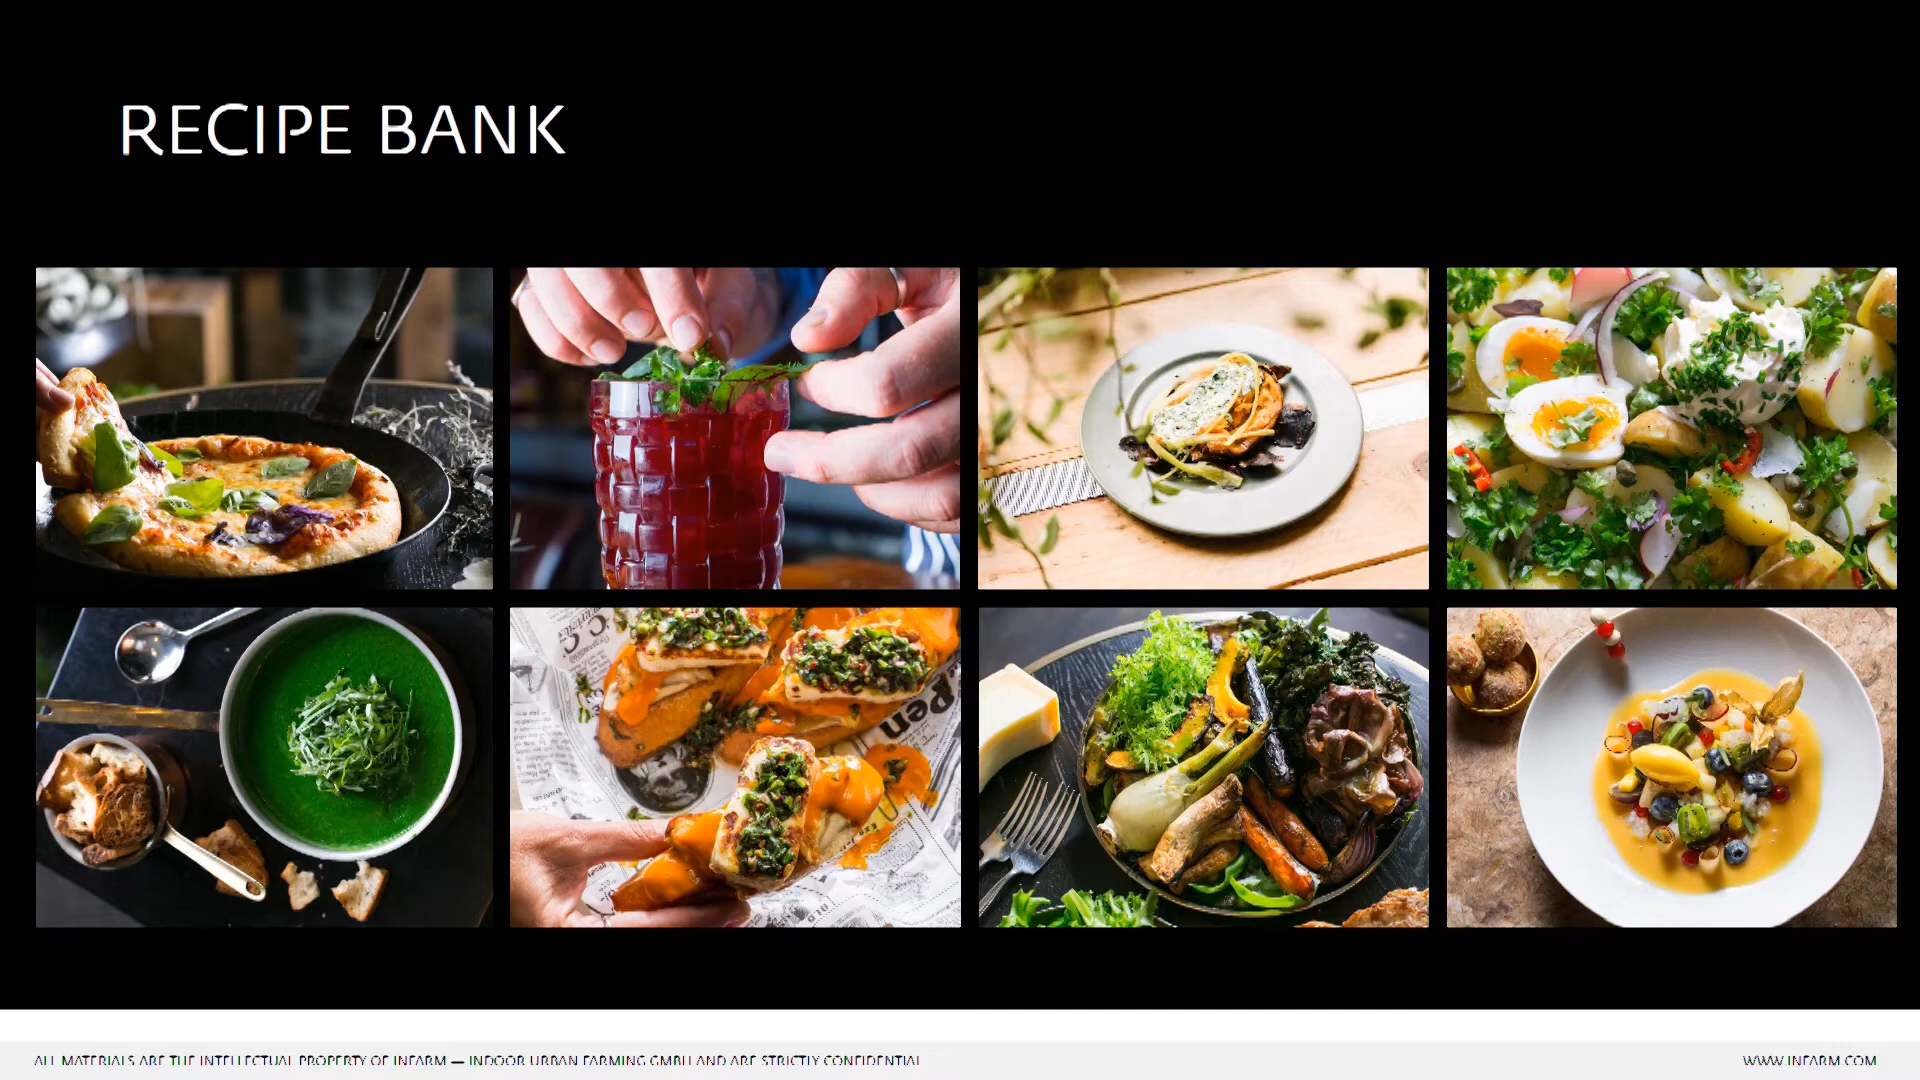 RECIPE BANK
Pen
ALL MATERIALS ARE THE INTELLECTUAL PROPERTY OF INFARM — INDOOR URBAN FARMING GMBH AND ARE STRICTLY CONFIDENTIAL
WWW.INFARM.COM